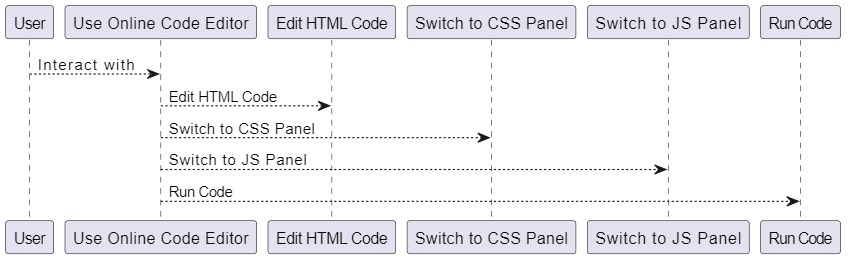 User
Use Online Code Editor
Edit HTML Code
Switch to CSS Panel
Switch to JS Panel
Run Code
Interact with
Edit HTML Code
Switch to CSS Panel
Switch to JS Panel
Run Code
User
Use Online Code Editor
Edit HTML Code
Switch to CSS Panel
Switch to JS Panel
Run Code